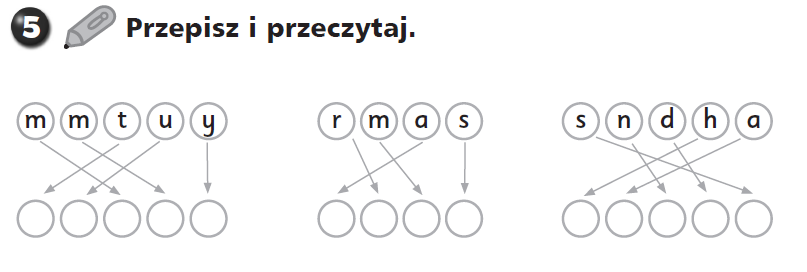 5 Przepisz i przeczytaj.
m m t u y r m a s s n d h a